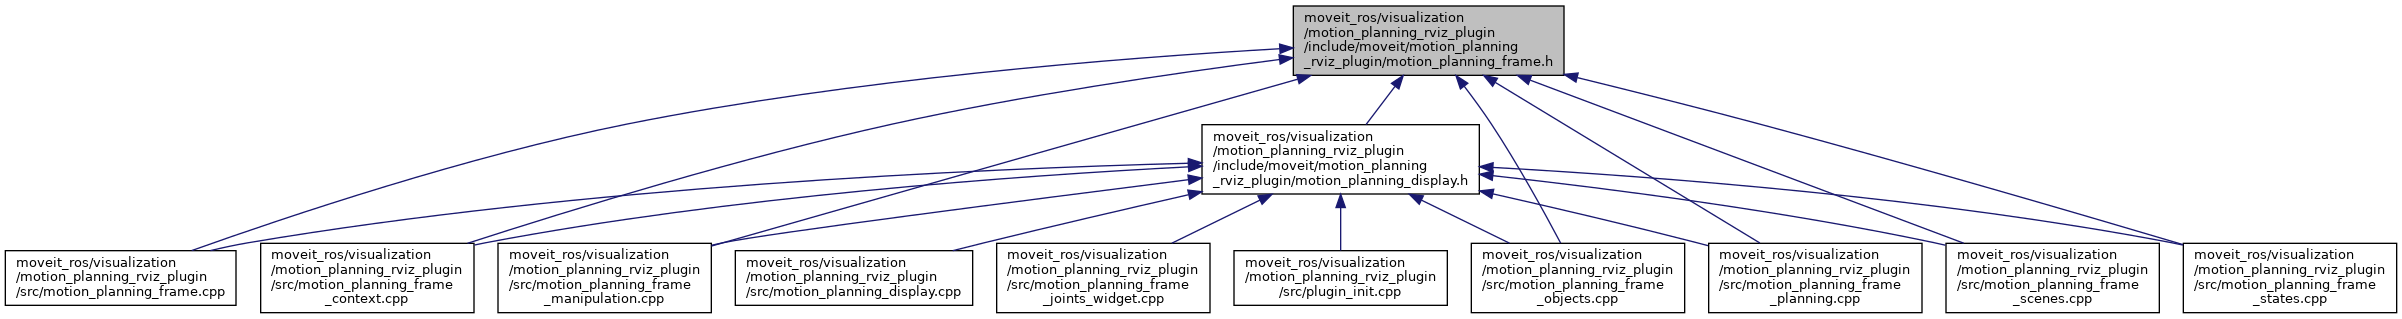 moveit_ros/visualization
/motion_planning_rviz_plugin
/include/moveit/motion_planning
_rviz_plugin/motion_planning_frame.h
moveit_ros/visualization
/motion_planning_rviz_plugin
/include/moveit/motion_planning
_rviz_plugin/motion_planning_display.h
moveit_ros/visualization
/motion_planning_rviz_plugin
/src/motion_planning_frame.cpp
moveit_ros/visualization
/motion_planning_rviz_plugin
/src/motion_planning_frame
_context.cpp
moveit_ros/visualization
/motion_planning_rviz_plugin
/src/motion_planning_frame
_manipulation.cpp
moveit_ros/visualization
/motion_planning_rviz_plugin
/src/motion_planning_display.cpp
moveit_ros/visualization
/motion_planning_rviz_plugin
/src/motion_planning_frame
_joints_widget.cpp
moveit_ros/visualization
/motion_planning_rviz_plugin
/src/plugin_init.cpp
moveit_ros/visualization
/motion_planning_rviz_plugin
/src/motion_planning_frame
_objects.cpp
moveit_ros/visualization
/motion_planning_rviz_plugin
/src/motion_planning_frame
_planning.cpp
moveit_ros/visualization
/motion_planning_rviz_plugin
/src/motion_planning_frame
_scenes.cpp
moveit_ros/visualization
/motion_planning_rviz_plugin
/src/motion_planning_frame
_states.cpp